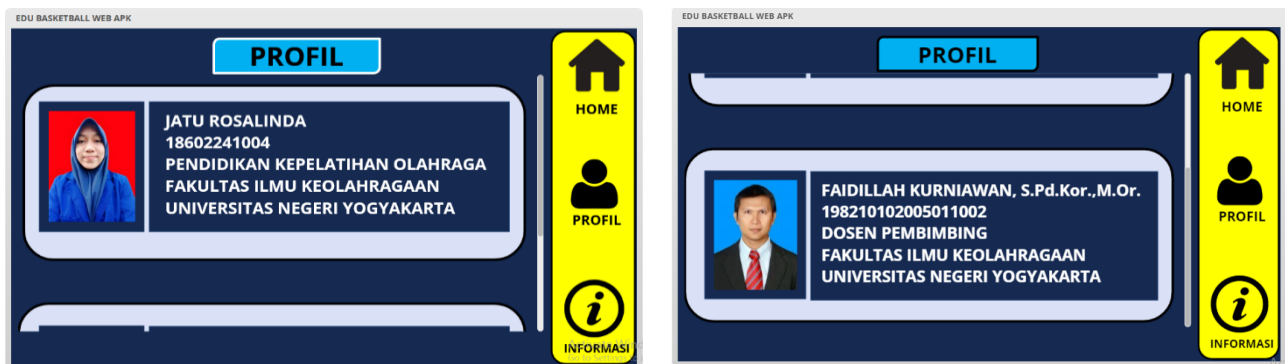 EDU BASKETBALL WEB APK
PROFIL
JATU ROSALINDA
18602241004
PENDIDIKAN KEPELATIHAN OLAHRAGA
FAKULTAS ILMU KEOLAHRAGAAN
UNIVERSITAS NEGERI YOGYAKARTA
HOME
PROFIL
INFORMASI
EDU BASKETBALL WEB APK
PROFIL
FAIDILLAH KURNIAWAN, S.Pd.Kor.,M.Or.
198210102005011002
DOSEN PEMBIMBING
FAKULTAS ILMU KEOLAHRAGAAN
UNIVERSITAS NEGERI YOGYAKARTA
HOME
PROFIL
INFORMASI